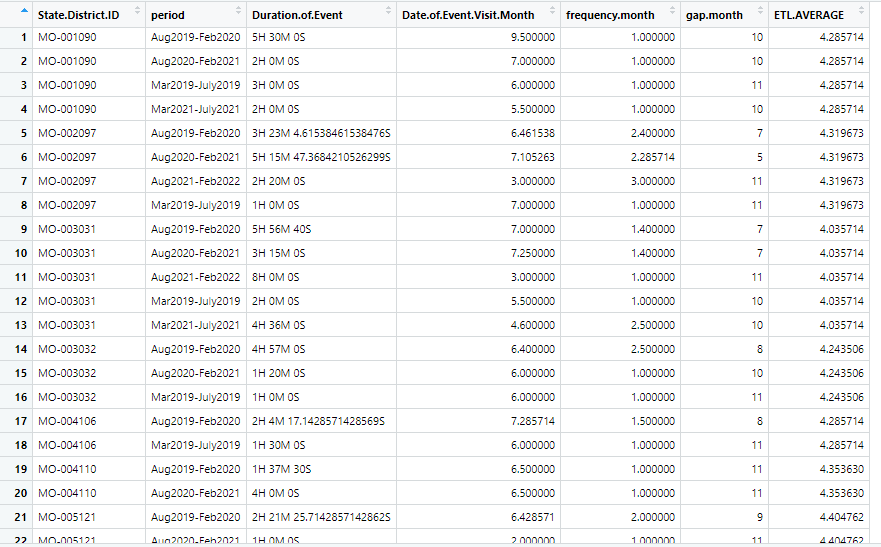 State.District.ID period Duration.of.Event Date.of.Event.Visit.Month frequency.month gap.month ETL.AVERAGE
1 MO-001090 Aug2019-Feb2020 5H 30M 0S 9.500000 1.000000 10 4.285714
2 MO-001090 Aug2020-Feb2021 2H 0M 0S 7.000000 1.000000 10 4.285714
3 MO-001090 Mar2019-July2019 3H 0M 0S 6.000000 1.000000 11 4.285714
4 MO-001090 Mar2021-July2021 2H 0M 0S 5.500000 1.000000 10 4.285714
5 MO-002097 Aug2019-Feb2020 3H 23M 4.61538461538476S 6.461538 2.400000 7 4.319673
6 MO-002097 Aug2020-Feb2021 5H 15M 47.3684210526299S 7.105263 2.285714 5 4.319673
7 MO-002097 Aug2021-Feb2022 2H 20M 0S 3.000000 3.000000 11 4.319673
8 MO-002097 Mar2019-July2019 1H 0M 0S 7.000000 1.000000 11 4.319673
9 MO-003031 Aug2019-Feb2020 5H 56M 40S 7.000000 1.400000 7 4.035714
10 MO-003031 Aug2020-Feb2021 3H 15M 0S 7.250000 1.400000 7 4.035714
11 MO-003031 Aug2021-Feb2022 8H 0M 0S 3.000000 1.000000 11 4.035714
12 MO-003031 Mar2019-July2019 2H 0M 0S 5.500000 1.000000 10 4.035714
13 MO-003031 Mar2021-July2021 4H 36M 0S 4.600000 2.500000 10 4.035714
14 MO-003032 Aug2019-Feb2020 4H 57M 0S 6.400000 2.500000 8 4.243506
15 MO-003032 Aug2020-Feb2021 1H 20M 0S 6.000000 1.000000 10 4.243506
16 MO-003032 Mar2019-July2019 1H 0M 0S 6.000000 1.000000 11 4.243506
17 MO-004106 Aug2019-Feb2020 2H 4M 17.1428571428569S 7.285714 1.500000 8 4.285714
18 MO-004106 Mar2019-July2019 1H 30M 0S 6.000000 1.000000 11 4.285714
19 MO-004110 Aug2019-Feb2020 1H 37M 30S 6.500000 1.000000 11 4.353630
20 MO-004110 Aug2020-Feb2021 4H 0M 0S 6.500000 1.000000 11 4.353630
21 MO-005121 Aug2019-Feb2020 2H 21M 25.7142857142862S 6.428571 2.000000 9 4.404762
22 MO-005121 Aug2020-Feb2021 1H 0M 0S 2.000000 1.000000 11 4.404762